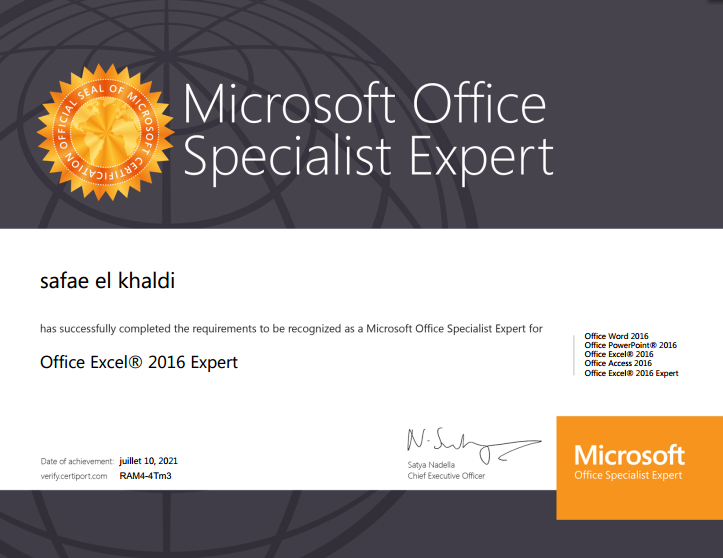 OFFICIAL SEAL OF MICROSOFT CERTIFICATION
Microsoft Office
Specialist Expert
safae el khaldi
has successfully completed the requirements to be recognized as a Microsoft Office Specialist Expert for
Office Excel® 2016 Expert
Office Word 2016
Office PowerPoint® 2016
Office Excel® 2016
Office Access 2016
Office Excel® 2016 Expert
Date of achievement: juillet 10, 2021
verify.certiport.com RAM4-4Tm3
Satya Nadella
Chief Executive Officer
Microsoft
Office Specialist Expert